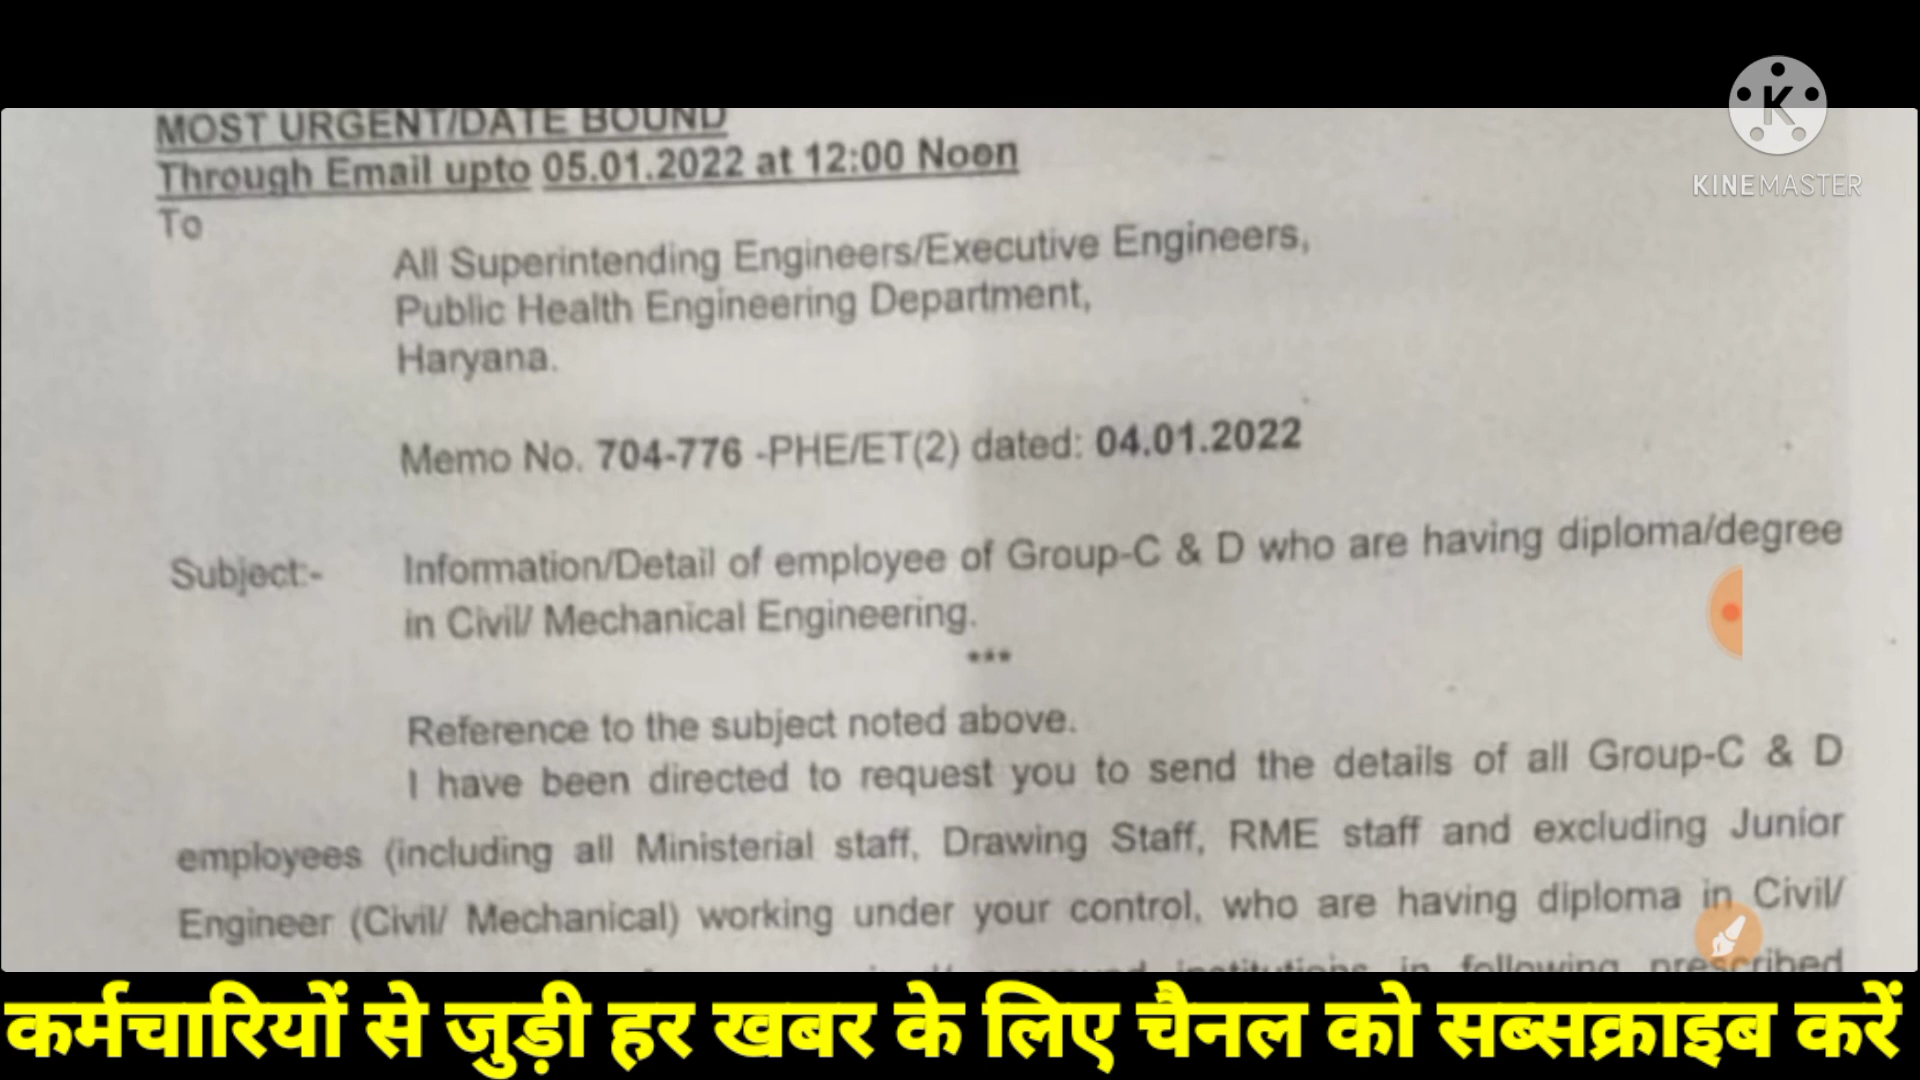 MOST URGENT/DATE BOUND
Through Email upto 05.01.2022 at 12:00 Noon
To
All Superintending Engineers/Executive Engineers,
Public Health Engineering Department,
Haryana.
Memo No. 704-776 -PHE/ET(2) dated: 04.01.2022
Subject:- Information/Detail of employee of Group-C & D who are having diploma/degree
in Civil/ Mechanical Engineering.
***
Reference to the subject noted above.
I have been directed to request you to send the details of all Group-C & D
employees (including all Ministerial staff, Drawing Staff, RME staff and excluding Junior
Engineer (Civil/ Mechanical) working under your control, who are having diploma in Civil/
institutions in following prescribed
KINEMASTER
कर्मचारियों से जुड़ी हर खबर के लिए चैनल को सब्सक्राइब करें